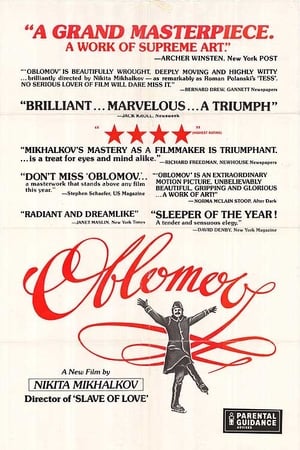 "A GRAND MASTERPIECE.
A WORK OF SUPREME ART."
—ARCHER WINSTEN, New York POST
"OBLOMOV" IS BEAUTIFULLY WROUGHT, DEEPLY MOVING AND HIGHLY WITTY
... brilliantly directed by Nikita Mikhalkov — as remarkably as Roman Polanski's "TESS".
NO SERIOUS LOVER OF FILM WILL DARE MISS IT."
—BERNARD DREW, GANNETT Newspapers
"BRILLIANT...MARVELOUS...A TRIUMPH"
—JACK KROLL, Newsweek
"★★★★" (HIGHEST RATING)
"MIKHALKOV'S MASTERY AS A FILMMAKER IS TRIUMPHANT.
... is a treat for eyes and mind alike."
—RICHARD FREEDMAN, NEWHOUSE Newspapers
"DON'T MISS 'OBLOMOV'...
a masterwork that stands above any film
this year."
—Stephen Schaefer, US Magazine
"'OBLOMOV' IS AN EXTRAORDINARY
MOTION PICTURE, UNBELIEVABLY
BEAUTIFUL, GRIPPING AND GLORIOUS
...A WORK OF ART!"
—NORMA McLAIN STOOP, After Dark
"RADIANT AND DREAMLIKE"
—JANET MASLIN, New York Times
"SLEEPER OF THE YEAR!
A tender and sensuous elegy."
—DAVID DENBY, New York Magazine
Oblomov
A New Film by
NIKITA MIKHALKOV
Director of 'SLAVE OF LOVE'
PARENTAL
GUIDANCE
ADVISED